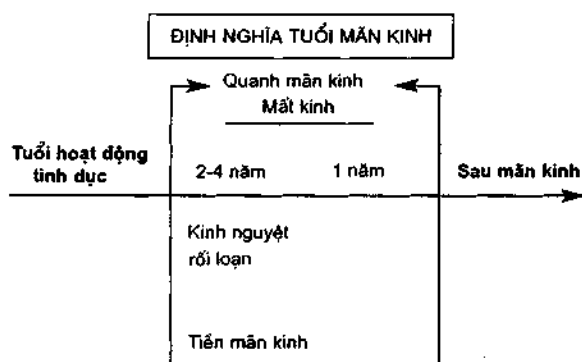 ĐỊNH NGHĨA TUỔI MÃN KINH
Quanh mãn kinh
Mất kinh
Tuổi hoạt động
tình dục
2-4 năm
1 năm
Sau mãn kinh
Kinh nguyệt
rối loạn
Tiền mãn kinh